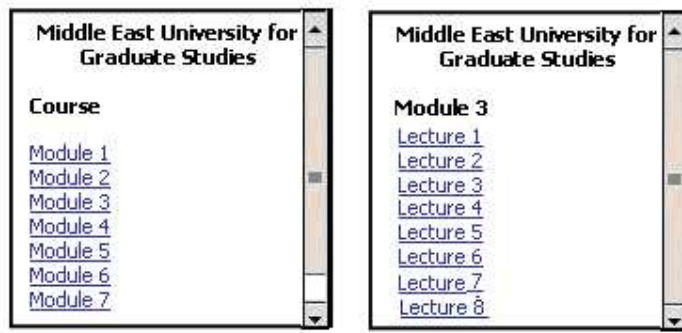 Middle East University for
Graduate Studies
Course
Module 1
Module 2
Module 3
Module 4
Module 5
Module 6
Module 7
Middle East University for
Graduate Studies
Module 3
Lecture 1
Lecture 2
Lecture 3
Lecture 4
Lecture 5
Lecture 6
Lecture 7
Lecture 8